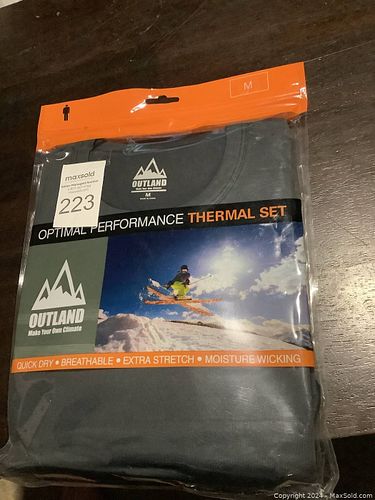 M
maxsold
223
OUTLAND
M
OPTIMAL PERFORMANCE THERMAL SET
OUTLAND
Make Your Own Climate
QUICK DRY • BREATHABLE • EXTRA STRETCH • MOISTURE WICKING
Copyright 2024 - MaxSold.com